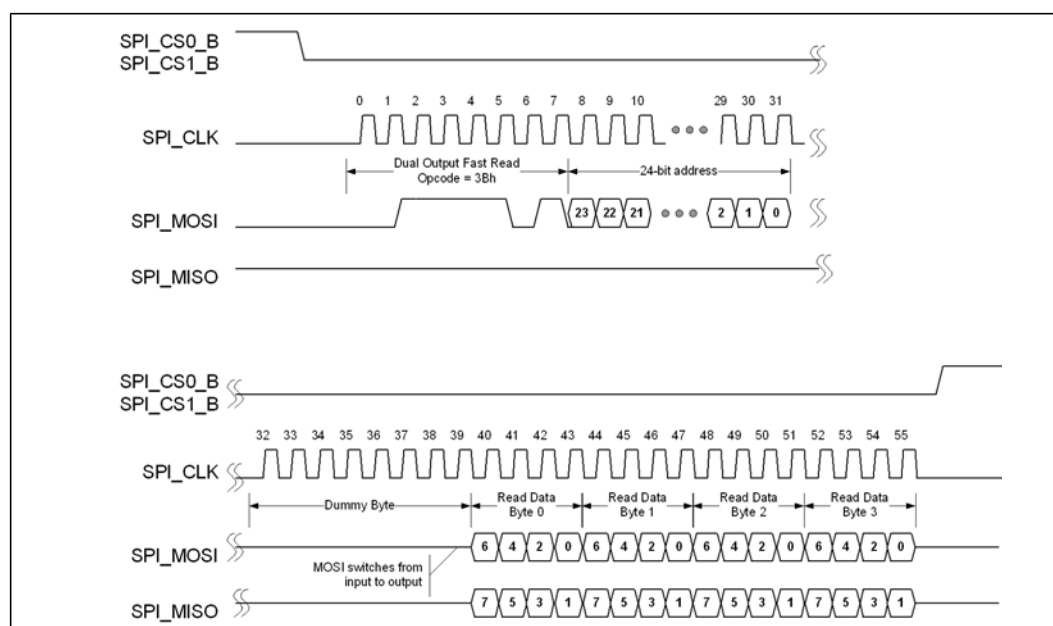 SPI_CS0_B
SPI_CS1_B
0 1 2 3 4 5 6 7 8 9 10 29 30 31
SPI_CLK
Dual Output Fast Read
Opcode = 3Bh
24-bit address
SPI_MOSI
23 22 21 2 1 0
SPI_MISO
SPI_CS0_B
SPI_CS1_B
32 33 34 35 36 37 38 39 40 41 42 43 44 45 46 47 48 49 50 51 52 53 54 55
SPI_CLK
Dummy Byte
Read Data
Byte 0
Read Data
Byte 1
Read Data
Byte 2
Read Data
Byte 3
SPI_MOSI
6 4 2 0 6 4 2 0 6 4 2 0 6 4 2 0
MOSI switches from
input to output
SPI_MISO
7 5 3 1 7 5 3 1 7 5 3 1 7 5 3 1